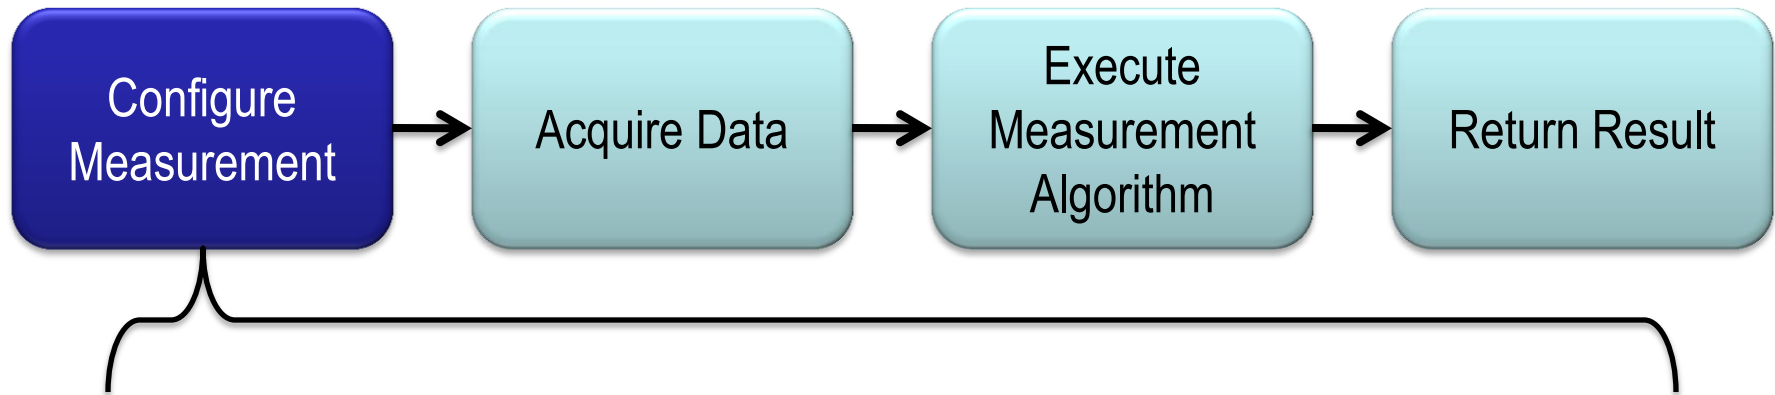 Configure
Measurement
Acquire Data
Execute
Measurement
Algorithm
Return Result